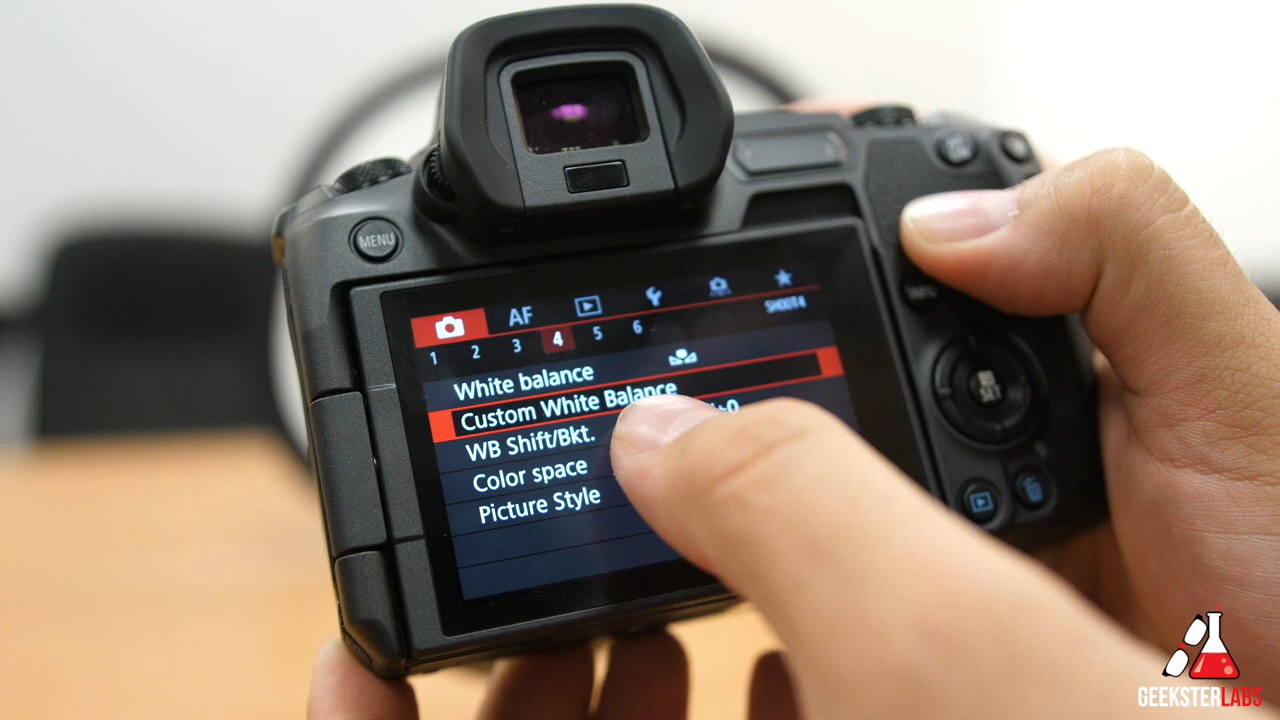 MENU
INFO
AF
SHOOT4
1 2 3 4 5 6
White balance
Custom White Balance
WB Shift/Bkt.
Color space
Picture Style
SET
GEEKSTERLABS